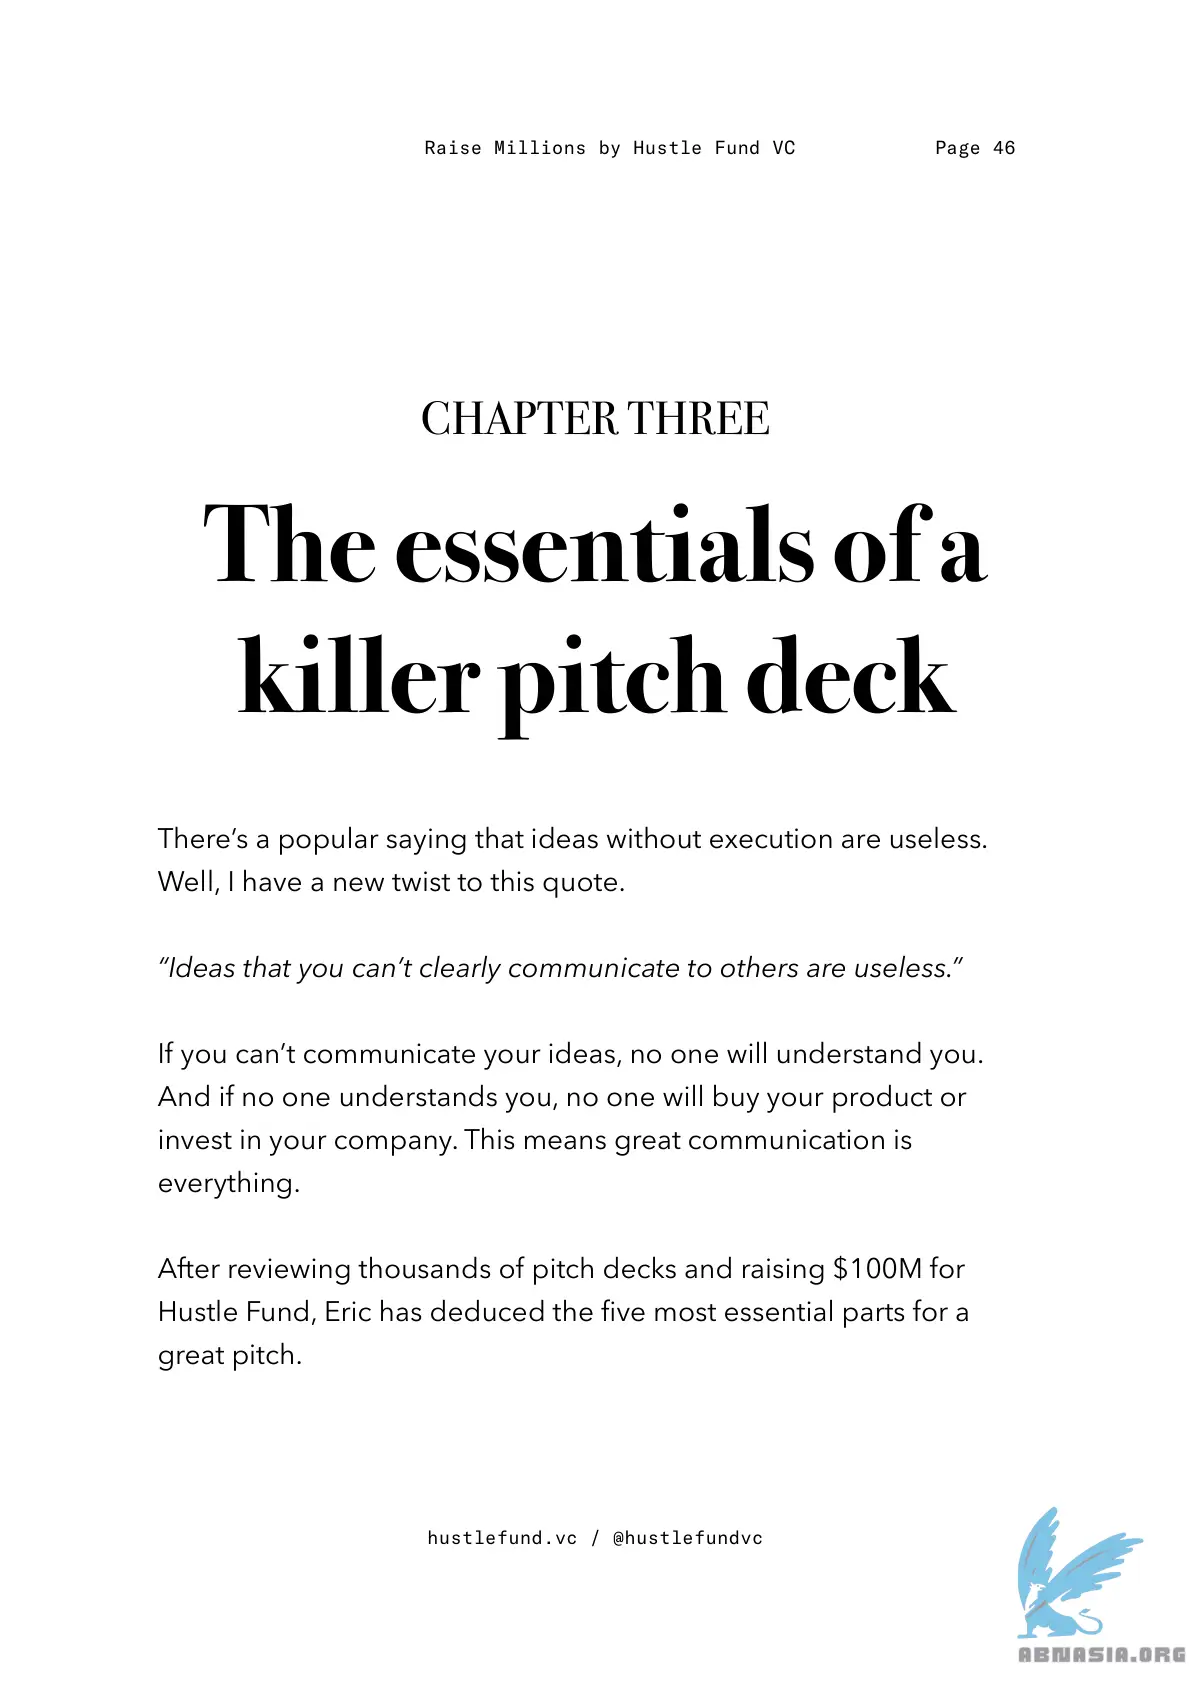 Raise Millions by Hustle Fund VC Page 46
CHAPTER THREE
The essentials of a
killer pitch deck
There’s a popular saying that ideas without execution are useless.
Well, I have a new twist to this quote.
“Ideas that you can’t clearly communicate to others are useless.”
If you can’t communicate your ideas, no one will understand you.
And if no one understands you, no one will buy your product or
invest in your company. This means great communication is
everything.
After reviewing thousands of pitch decks and raising $100M for
Hustle Fund, Eric has deduced the five most essential parts for a
great pitch.
hustlefund.vc / @hustlefundvc
ABNASIA.ORG